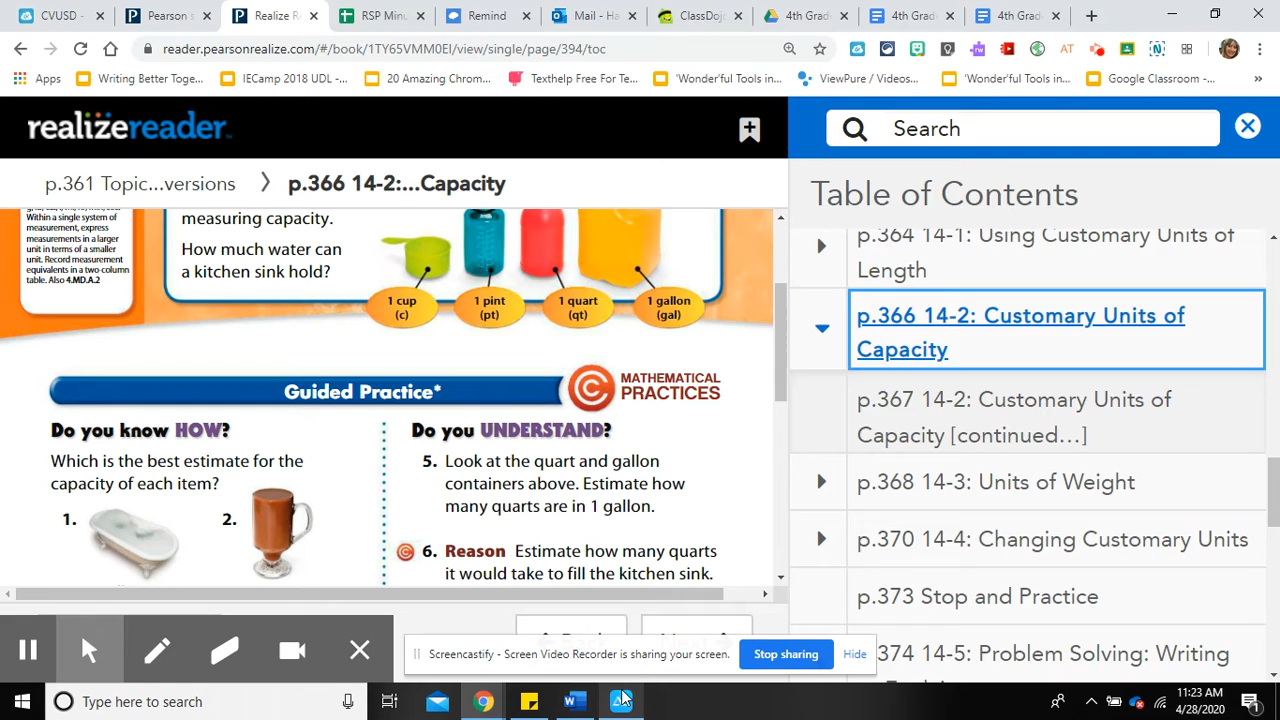 CVUSD -
Pearson s
Realize R
RSP Minu
Remind
Mail - Ha
ClassDojo
4th Grad
4th Grad
4th Grad
reader.pearsonrealize.com/#/book/1TY65VMM0EI/view/single/page/394/toc
Apps
Writing Better Toge...
IECamp 2018 UDL -...
20 Amazing Chrom...
Texthelp Free For Te...
'Wonder'ful Tools in...
ViewPure / Videos...
'Wonder'ful Tools in...
Google Classroom -...
realizereader
Search
p.361 Topic...versions
p.366 14-2:...Capacity
Table of Contents
Within a single system of
measurement, express
measurements in a larger
unit in terms of a smaller
unit. Record measurement
equivalents in a two-column
table. Also 4.MD.A.2
measuring capacity.
How much water can
a kitchen sink hold?
1 cup
(c)
1 pint
(pt)
1 quart
(qt)
1 gallon
(gal)
Guided Practice*
MATHEMATICAL
PRACTICES
Do you know HOW?
Which is the best estimate for the
capacity of each item?
1.
2.
Do you UNDERSTAND?
5. Look at the quart and gallon
containers above. Estimate how
many quarts are in 1 gallon.
6. Reason Estimate how many quarts
it would take to fill the kitchen sink.
p.364 14-1: Using Customary Units of
Length
p.366 14-2: Customary Units of
Capacity
p.367 14-2: Customary Units of
Capacity [continued...]
p.368 14-3: Units of Weight
p.370 14-4: Changing Customary Units
p.373 Stop and Practice
374 14-5: Problem Solving: Writing
Screencastify - Screen Video Recorder is sharing your screen.
Stop sharing
Hide
Type here to search
11:23 AM
4/28/2020